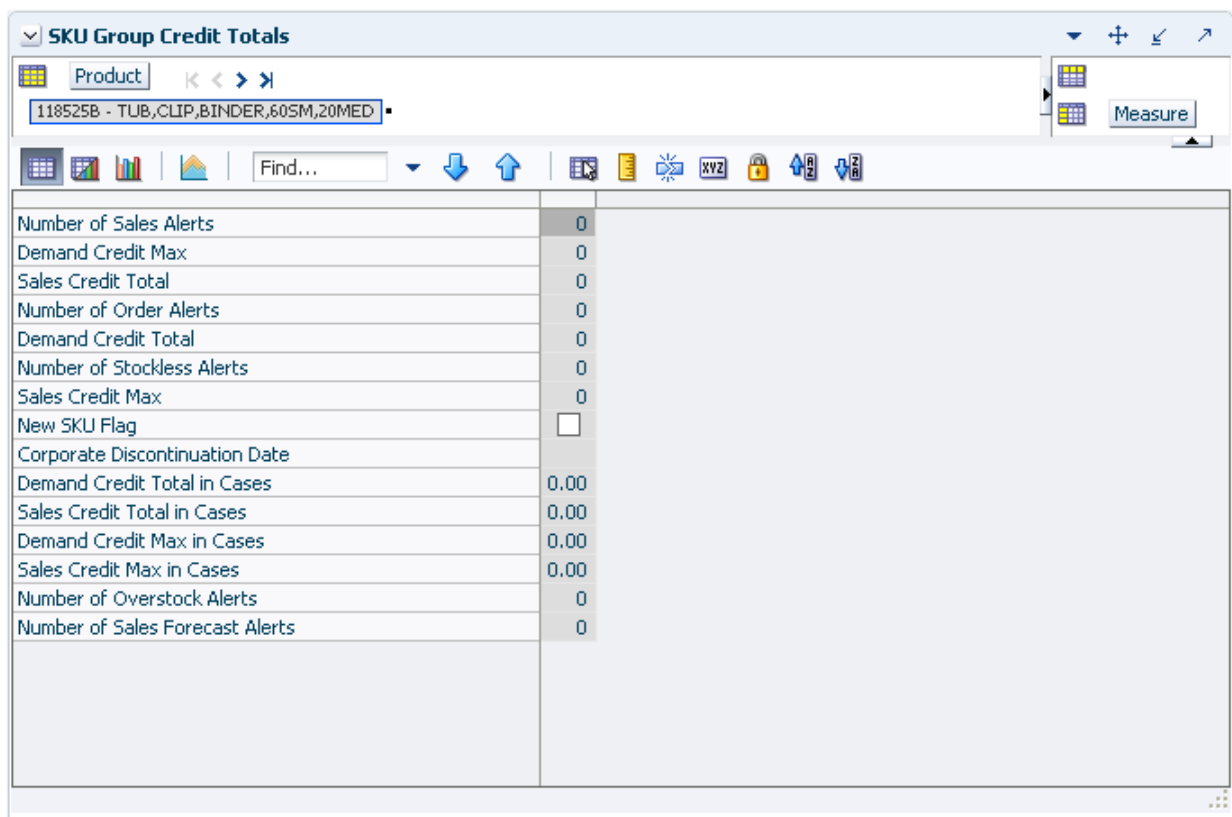 SKU Group Credit Totals
Product
Measure
118525B - TUB,CLIP,BINDER,60SM,20MED
Find...
XYZ
A
Z
Z
A
Number of Sales Alerts 0
Demand Credit Max 0
Sales Credit Total 0
Number of Order Alerts 0
Demand Credit Total 0
Number of Stockless Alerts 0
Sales Credit Max 0
New SKU Flag
Corporate Discontinuation Date
Demand Credit Total in Cases 0.00
Sales Credit Total in Cases 0.00
Demand Credit Max in Cases 0.00
Sales Credit Max in Cases 0.00
Number of Overstock Alerts 0
Number of Sales Forecast Alerts 0